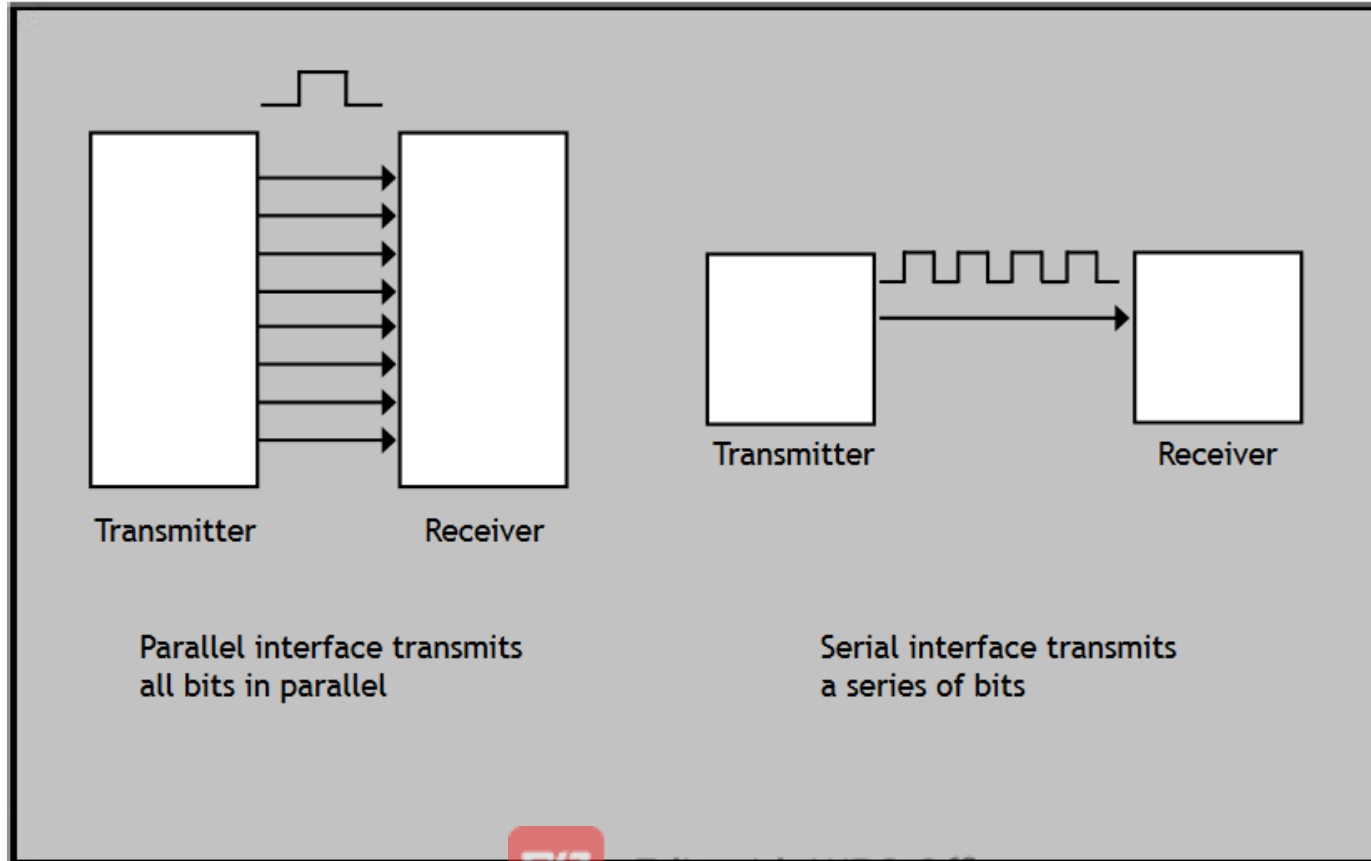 Transmitter
Receiver
Parallel interface transmits
all bits in parallel
Transmitter
Receiver
Serial interface transmits
a series of bits